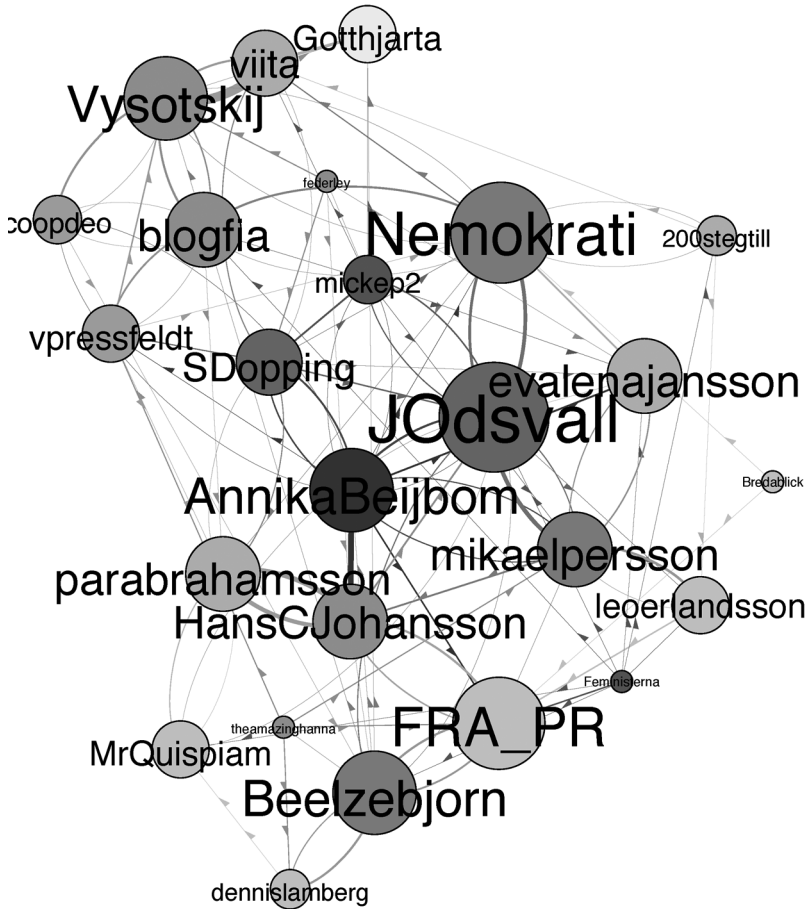 Gotthjarta
viita
Vysotskij
federley
coopdeo
blogfia
Nemokrati
200stegtill
mickep2
vpressfeldt
SDopping
evalenajansson
JOdsvall
Bredablick
AnnikaBeijbom
mikaelpersson
parabrahamsson
leoerlandsson
HansCJohansson
Feministerna
FRA_PR
theamazinghanna
MrQuispiam
Beelzebjorn
dennislamberg